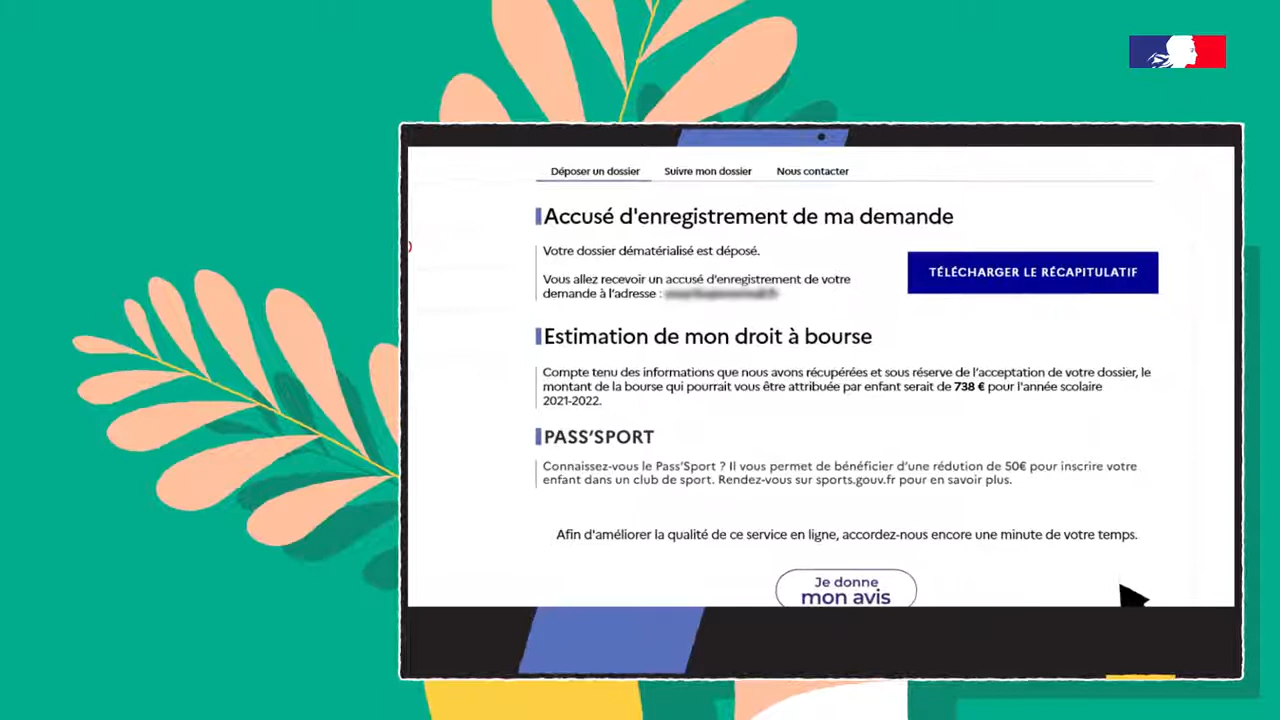 Déposer un dossier Suivre mon dossier Nous contacter
Accusé d'enregistrement de ma demande
Votre dossier dématérialisé est déposé.
TÉLÉCHARGER LE RÉCAPITULATIF
Vous allez recevoir un accusé d'enregistrement de votre
demande à l'adresse :
Estimation de mon droit à bourse
Compte tenu des informations que nous avons récupérées et sous réserve de l'acceptation de votre dossier, le
montant de la bourse qui pourrait vous être attribuée par enfant serait de 738 € pour l'année scolaire
2021-2022.
PASS'SPORT
Connaissez-vous le Pass'Sport ? Il vous permet de bénéficier d'une rédution de 50€ pour inscrire votre
enfant dans un club de sport. Rendez-vous sur sports.gouv.fr pour en savoir plus.
Afin d'améliorer la qualité de ce service en ligne, accordez-nous encore une minute de votre temps.
Je donne
mon avis